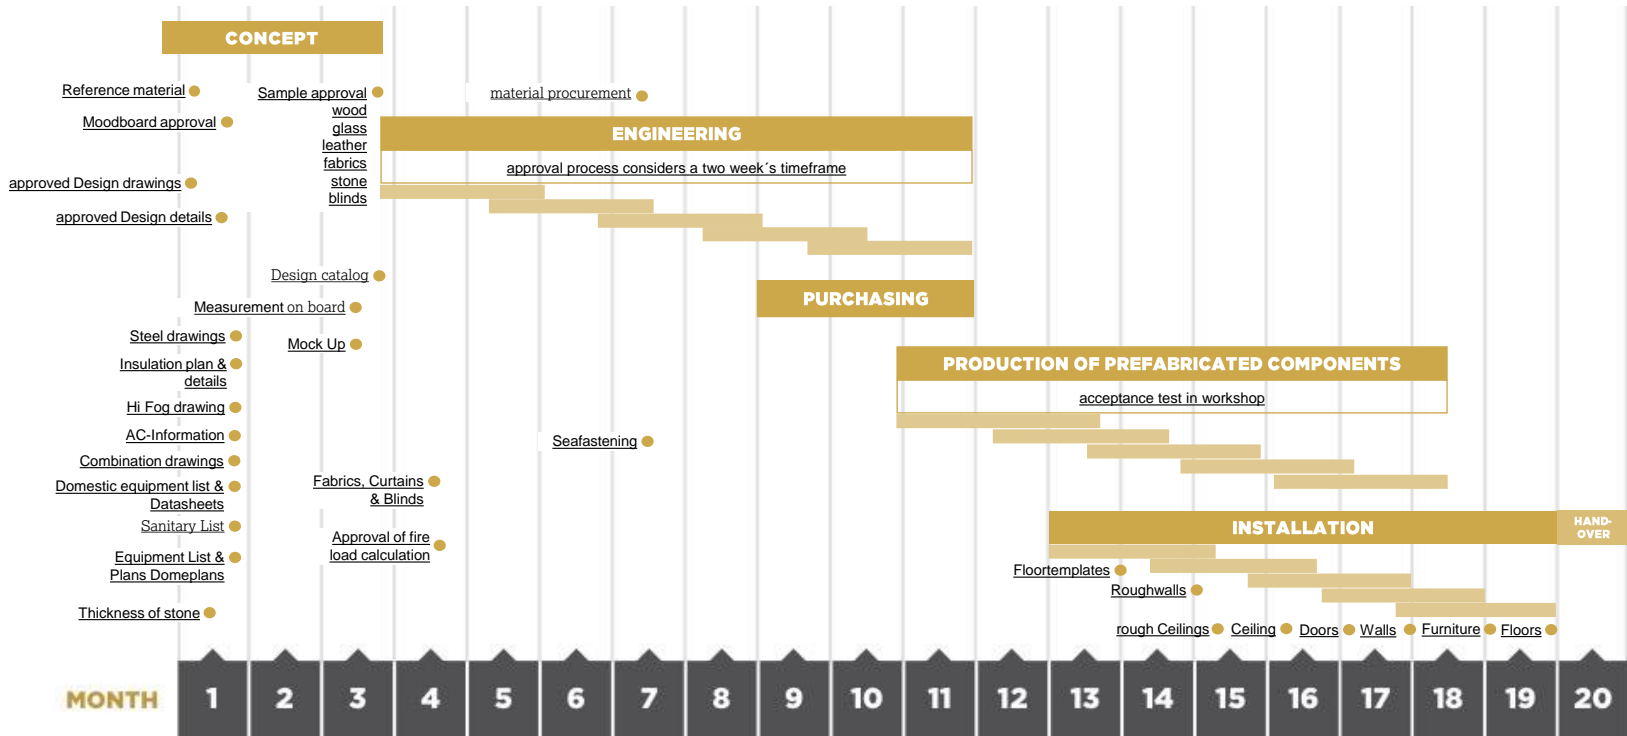 CONCEPT
Reference material
Moodboard approval
approved Design drawings
approved Design details
Sample approval
wood
glass
leather
fabrics
stone
blinds
material procurement
ENGINEERING
approval process considers a two week´s timeframe
Design catalog
Measurement on board
Mock Up
PURCHASING
Steel drawings
Insulation plan &
details
Hi Fog drawing
AC-Information
Combination drawings
Domestic equipment list &
Datasheets
Sanitary List
Equipment List &
Plans Domeplans
Thickness of stone
Fabrics, Curtains
& Blinds
Approval of fire
load calculation
Seafastening
PRODUCTION OF PREFABRICATED COMPONENTS
acceptance test in workshop
INSTALLATION
HAND-
OVER
Floortemplates
Roughwalls
rough Ceilings
Ceiling
Doors
Walls
Furniture
Floors
MONTH 1 2 3 4 5 6 7 8 9 10 11 12 13 14 15 16 17 18 19 20